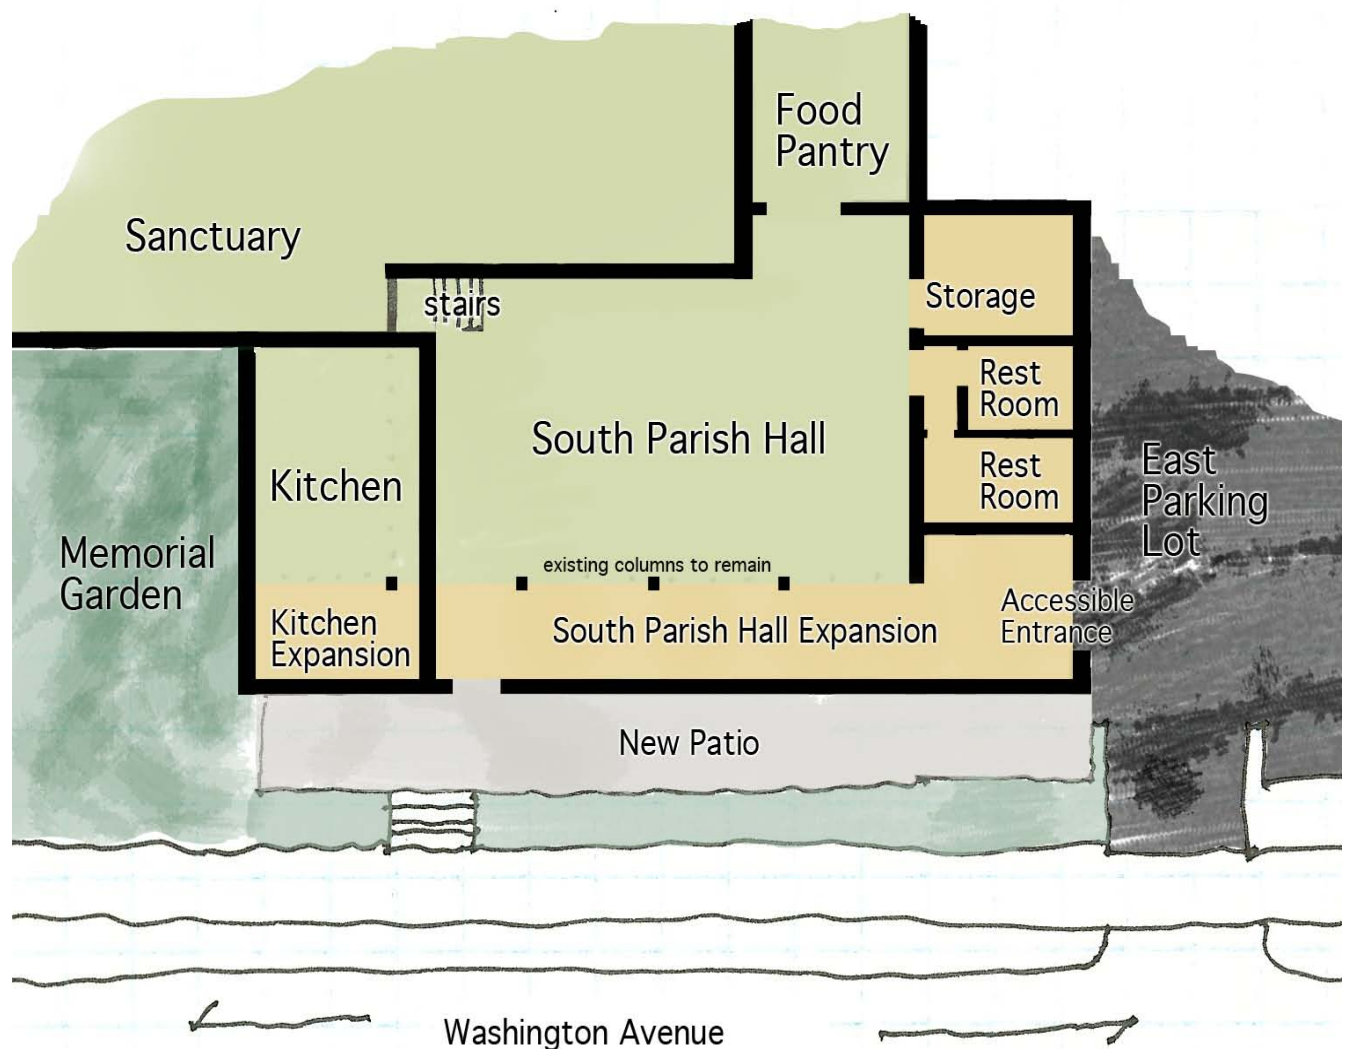 Food
Pantry
Sanctuary
stairs
Storage
Rest
Room
South Parish Hall
Kitchen
Rest
Room
East
Parking
Lot
Memorial
Garden
existing columns to remain
Kitchen
Expansion
South Parish Hall Expansion
Accessible
Entrance
New Patio
Washington Avenue